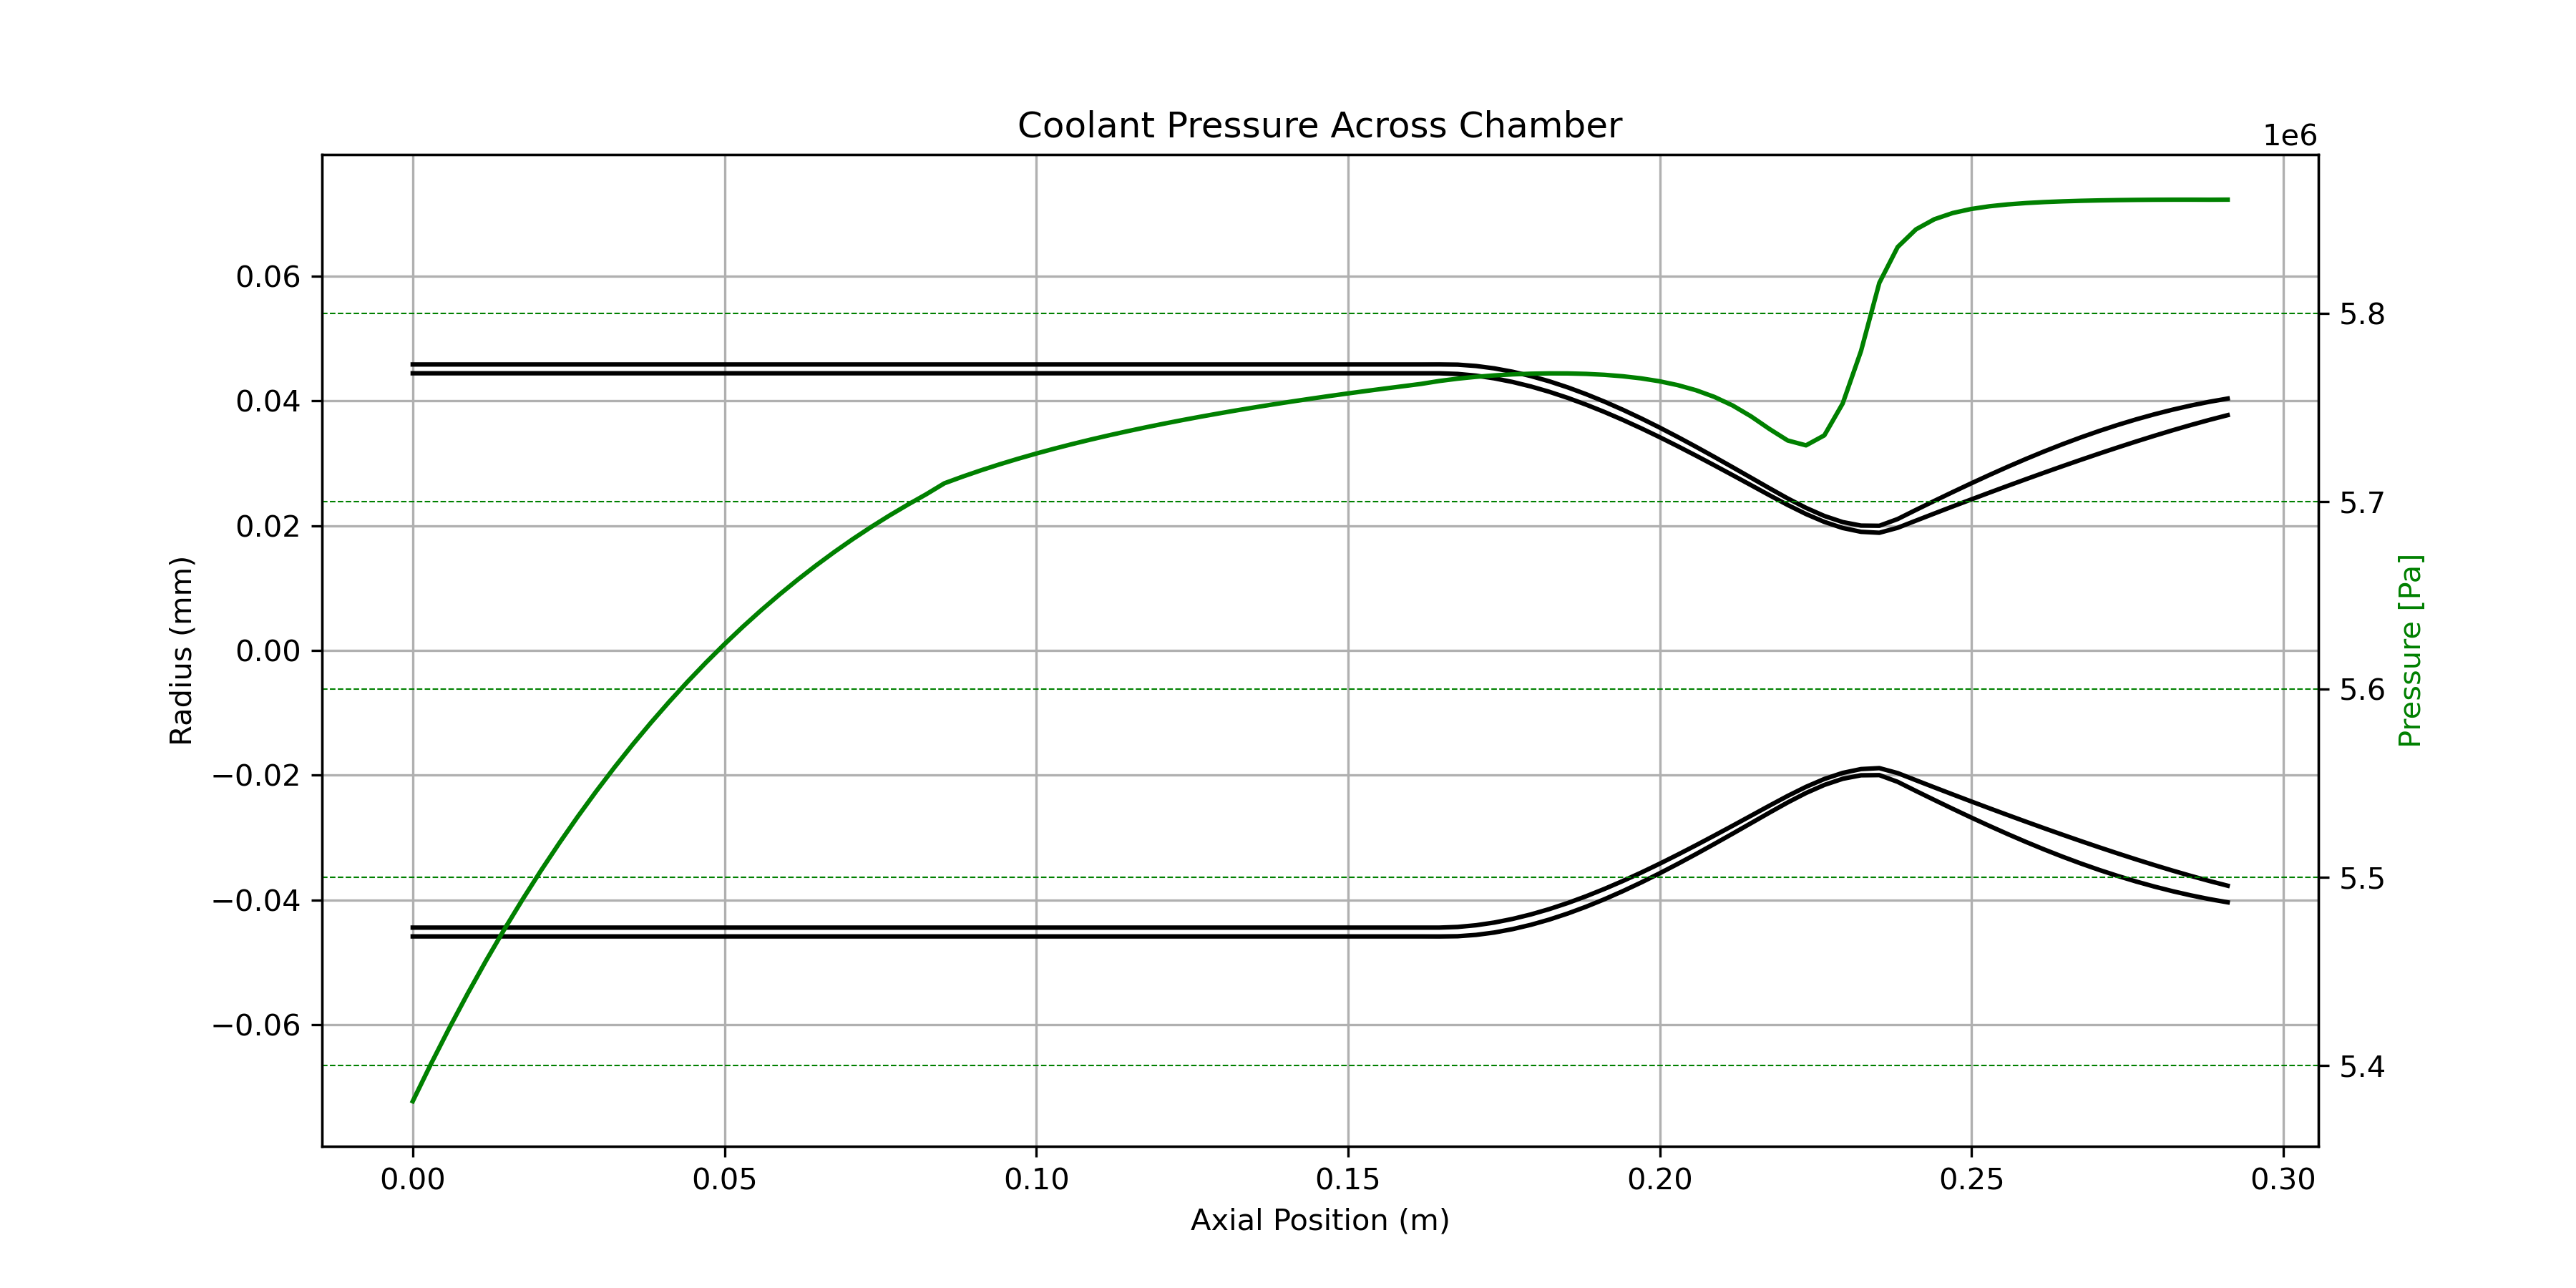 Coolant Pressure Across Chamber
1e6
0.06
0.04
0.02
0.00
−0.02
−0.04
−0.06
Radius (mm)
5.8
5.7
5.6
5.5
5.4
Pressure [Pa]
0.00 0.05 0.10 0.15 0.20 0.25 0.30
Axial Position (m)